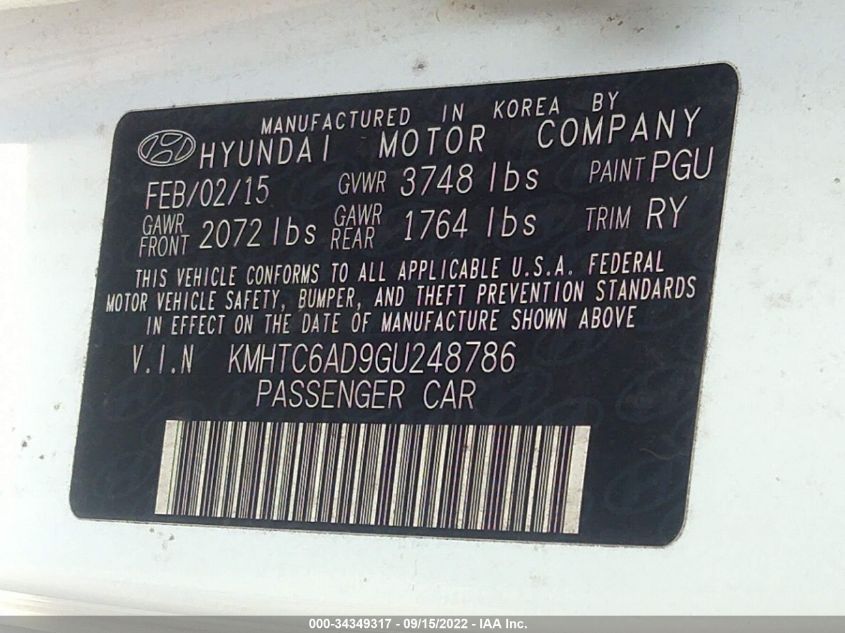 MANUFACTURED IN KOREA BY
HYUNDAI MOTOR COMPANY
FEB/02/15 GVWR 3748 lbs PAINT PGU
GAWR FRONT 2072 lbs GAWR REAR 1764 lbs TRIM RY
THIS VEHICLE CONFORMS TO ALL APPLICABLE U.S.A. FEDERAL
MOTOR VEHICLE SAFETY, BUMPER, AND THEFT PREVENTION STANDARDS
IN EFFECT ON THE DATE OF MANUFACTURE SHOWN ABOVE
V.I.N KMHTC6AD9GU248786
PASSENGER CAR
000-34349317 - 09/15/2022 - IAA Inc.